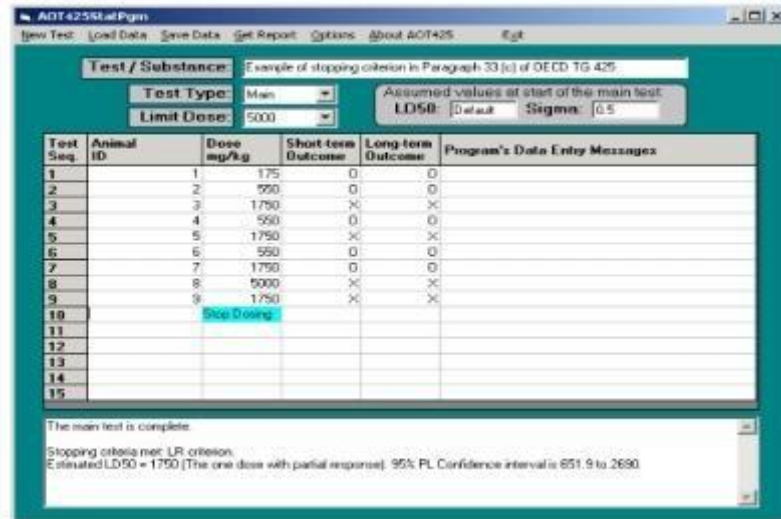 AOT425StatPgm
New Test Load Data Save Data Get Report Options About AOT425 Exit
Test / Substance: Example of stopping criterion in Paragraph 33 (c) of OECD TG 425
Test Type: Main
Assumed values at start of the main test
Limit Dose: 5000
LD50: Default Sigma: 0.5
Test Seq. Animal ID Dose mg/kg Short-term Outcome Long-term Outcome Program's Data Entry Messages
1 1 175 O O
2 2 550 O O
3 3 1750 X X
4 4 550 O O
5 5 1750 X X
6 6 550 O O
7 7 1750 O O
8 8 5000 X X
9 9 1750 X X
10 Stop Dosing
11
12
13
14
15
The main test is complete.
Stopping criteria met: LR criterion.
Estimated LD50 = 1750 (The one dose with partial response). 95% PL Confidence interval is 651.9 to 2690.